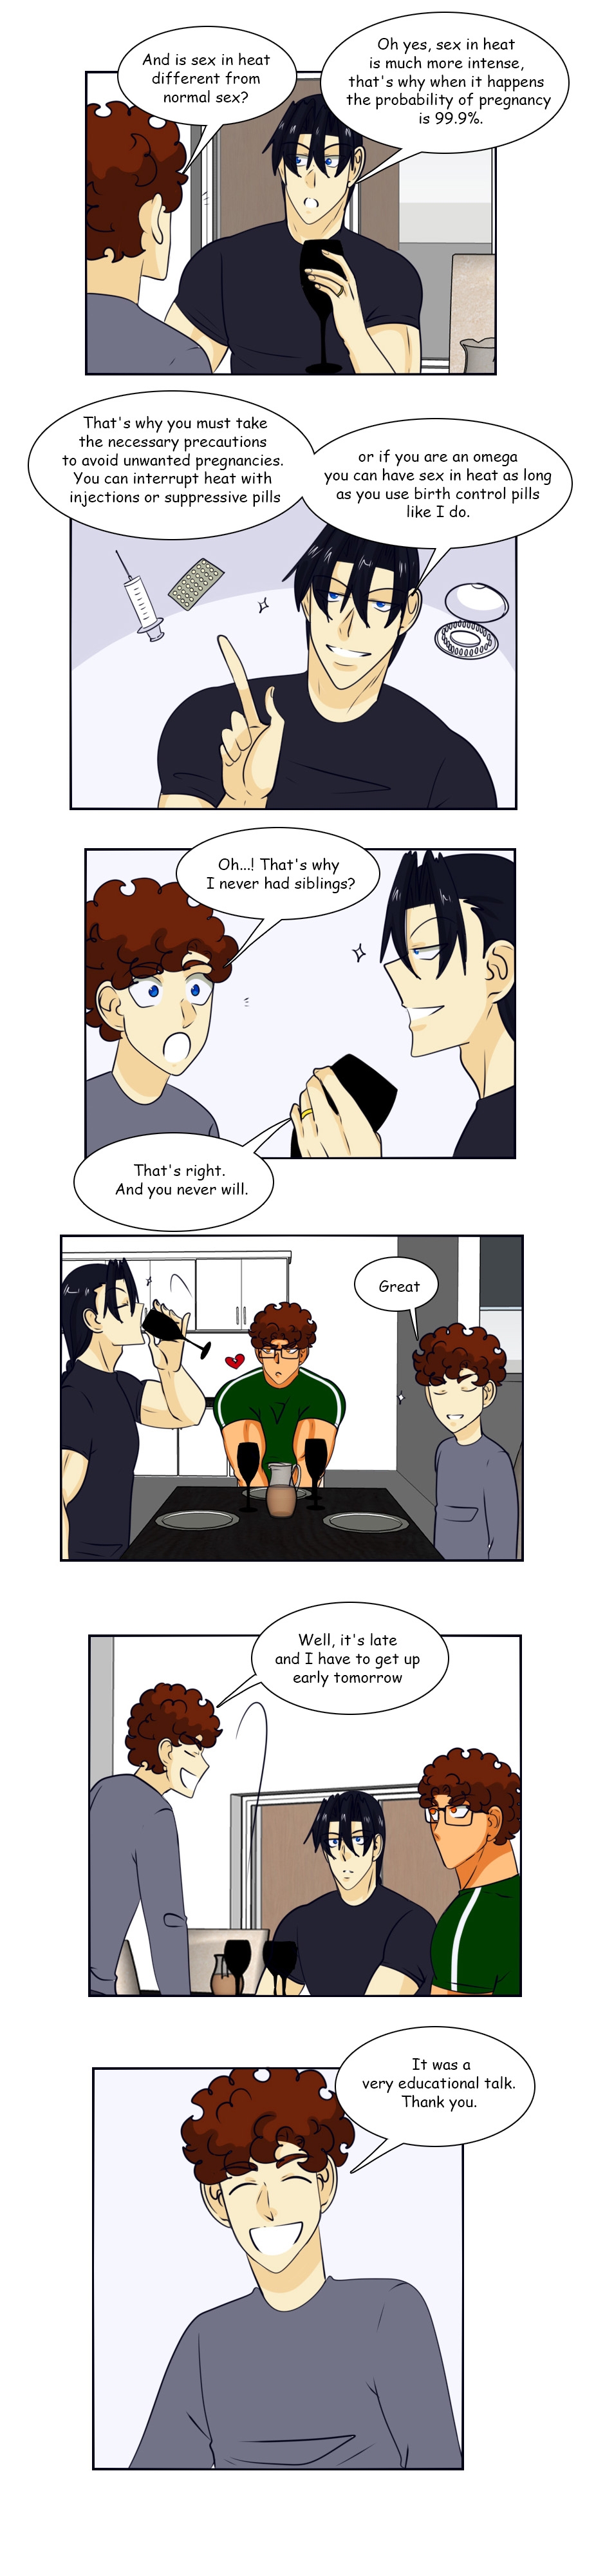 And is sex in heat
different from
normal sex?
Oh yes, sex in heat
is much more intense,
that's why when it happens
the probability of pregnancy
is 99.9%.
That's why you must take
the necessary precautions
to avoid unwanted pregnancies.
You can interrupt heat with
injections or suppressive pills
or if you are an omega
you can have sex in heat as long
as you use birth control pills
like I do.
Oh...! That's why
I never had siblings?
That's right.
And you never will.
Great
Well, it's late
and I have to get up
early tomorrow
It was a
very educational talk.
Thank you.